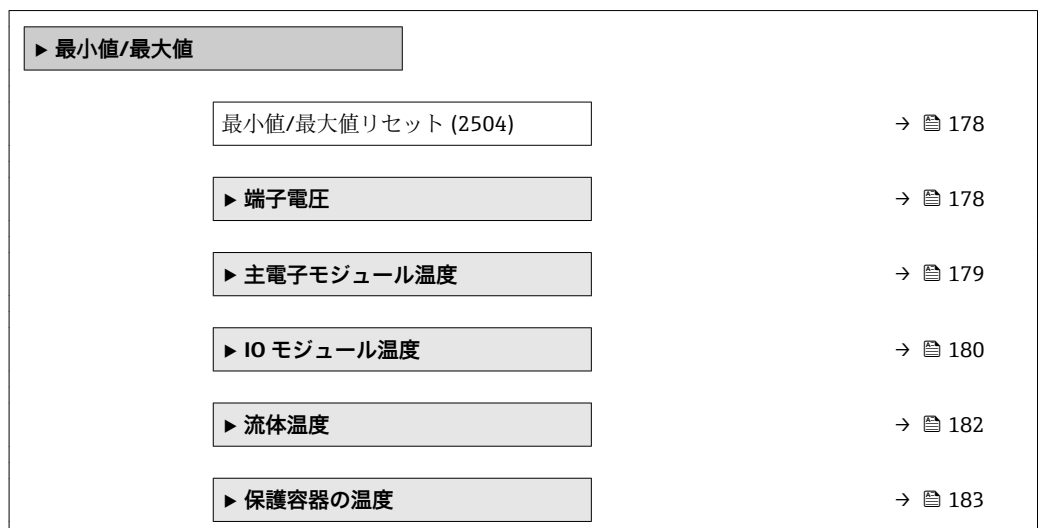 ▶ 最小値/最大値
最小値/最大値リセット (2504) → 178
▶ 端子電圧 → 178
▶ 主電子モジュール温度 → 179
▶ IO モジュール温度 → 180
▶ 流体温度 → 182
▶ 保護容器の温度 → 183